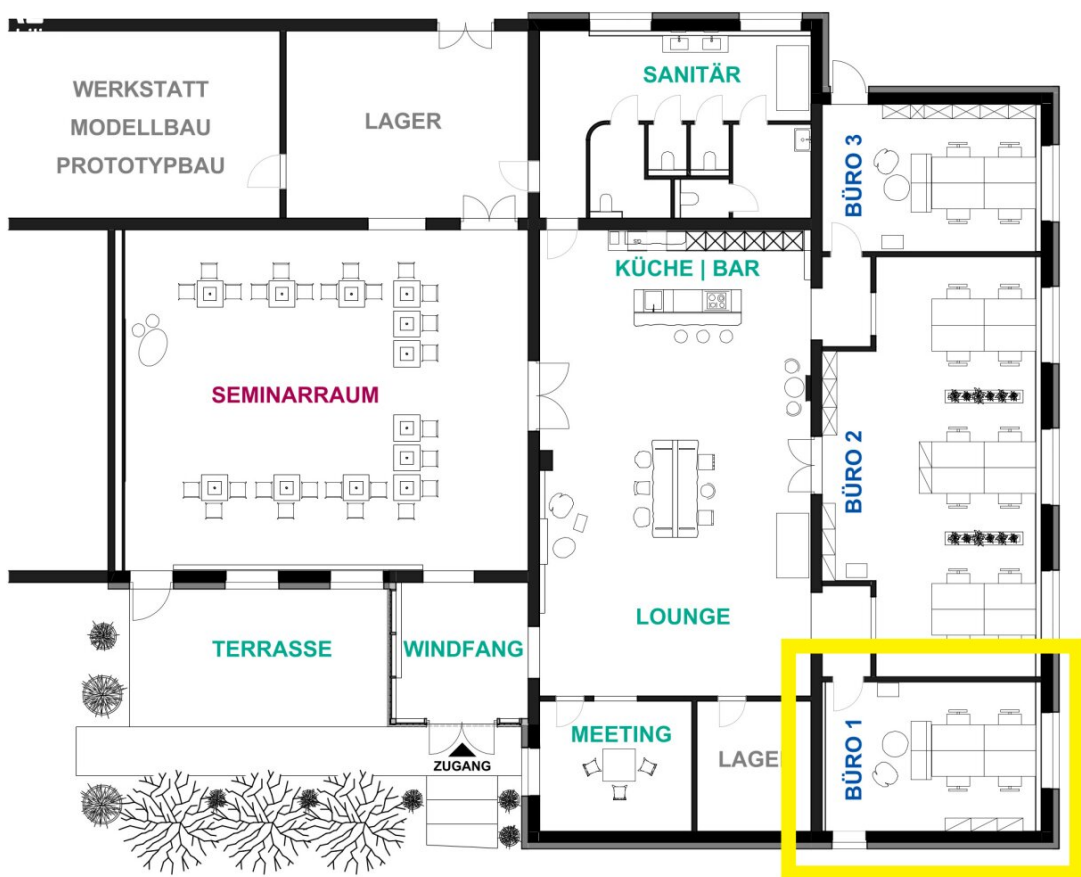 WERKSTATT
MODELLBAU
PROTOTYPBAU
LAGER
SANITÄR
BÜRO 3
KÜCHE | BAR
SEMINARRAUM
BÜRO 2
LOUNGE
TERRASSE
WINDFANG
ZUGANG
MEETING
LAGE
BÜRO 1